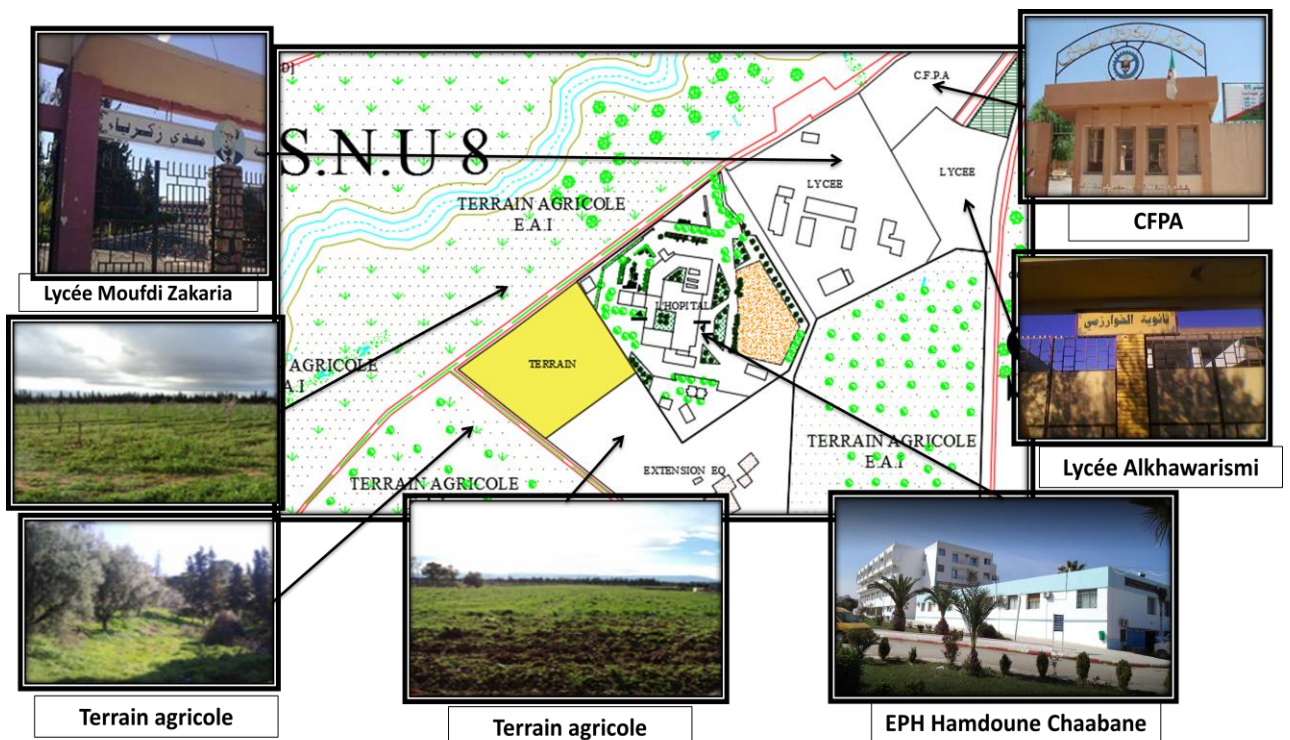 D]
S.N.U 8
مفدي زكرياء
C.F.P.A
LYCEE
LYCEE
CFPA
TERRAIN AGRICOLE
E.A.I
Lycée Moufdi Zakaria
L'HOPITAL
ثانوية الخوارزمي
AGRICOLE
A.I
TERRAIN
TERRAIN AGRICOLE
E.A.I
Lycée Alkhawarismi
EXTENSION EQ
TERRAIN AGRICOLE
Terrain agricole
Terrain agricole
EPH Hamdoune Chaabane